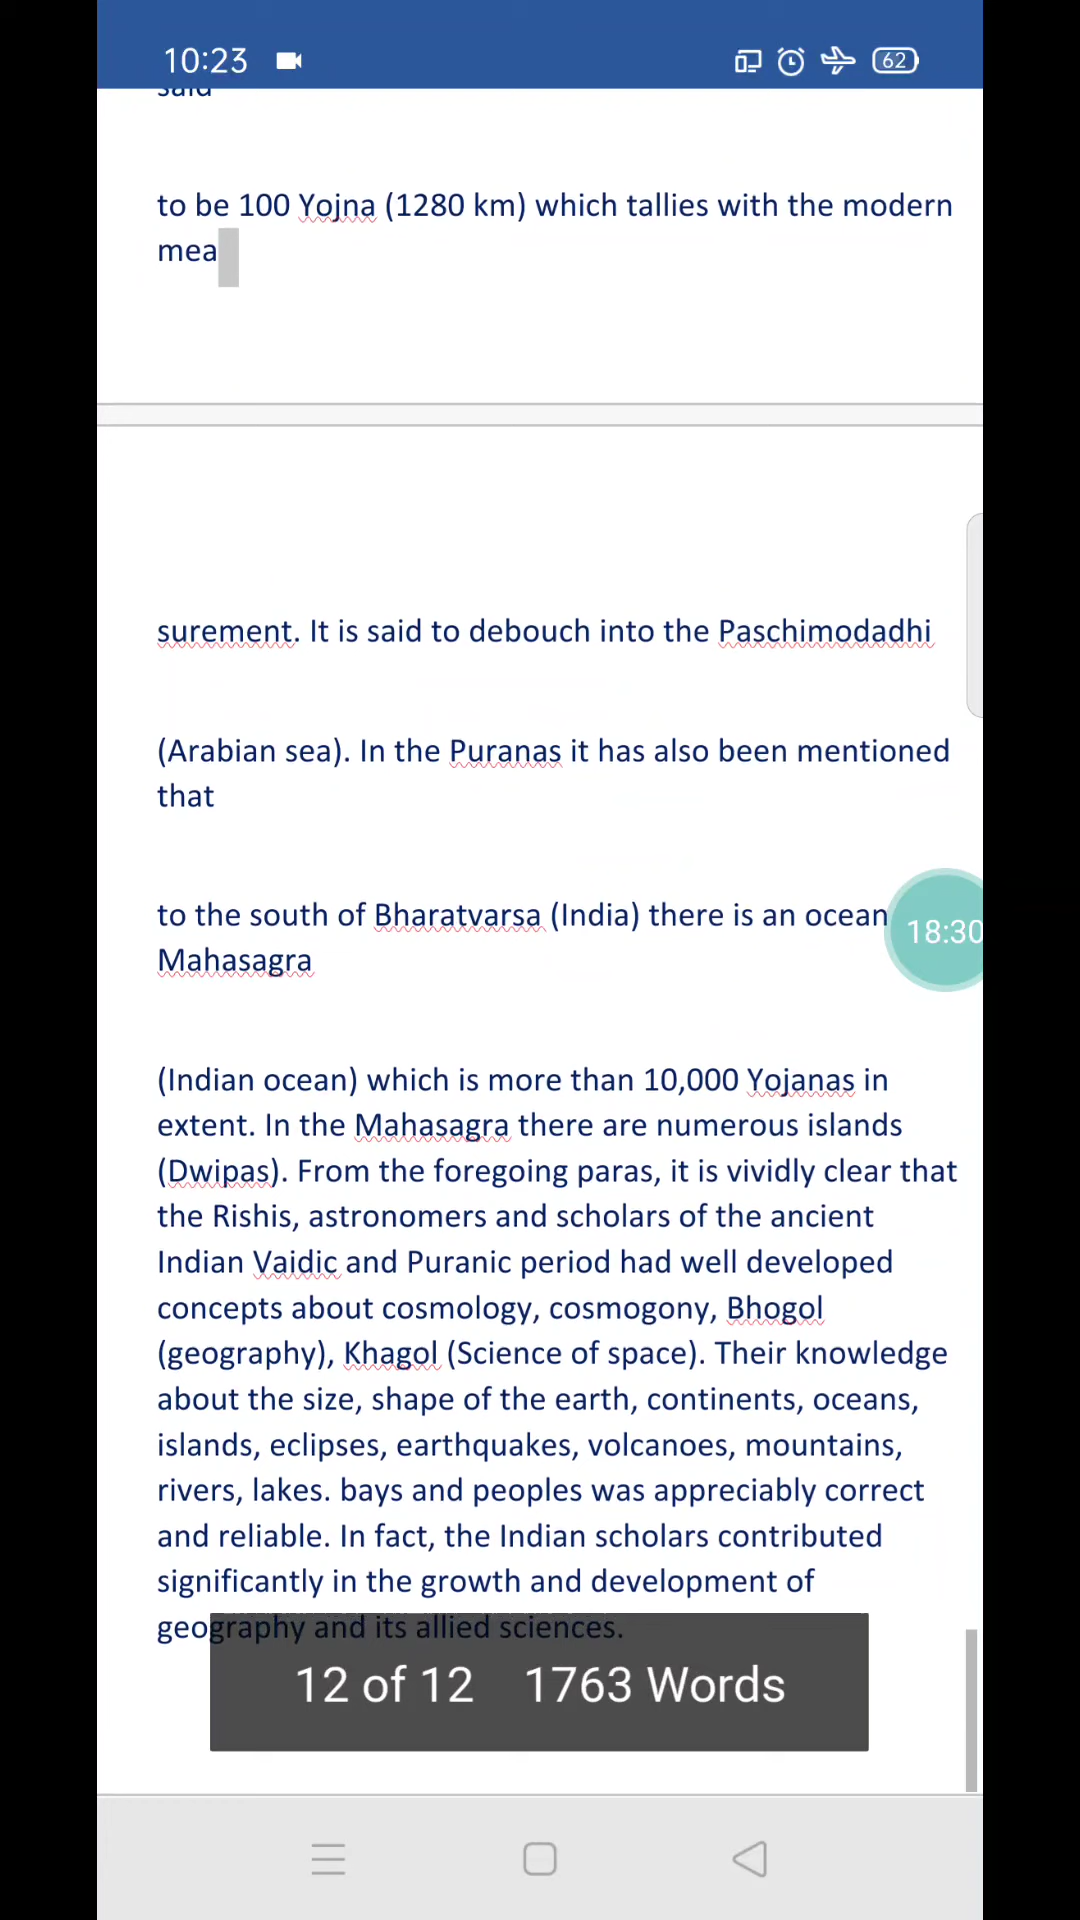 10:23
62
said
to be 100 Yojna (1280 km) which tallies with the modern
mea
surement. It is said to debouch into the Paschimodadhi
(Arabian sea). In the Puranas it has also been mentioned
that
to the south of Bharatvarsa (India) there is an ocean
18:30
Mahasagra
(Indian ocean) which is more than 10,000 Yojanas in
extent. In the Mahasagra there are numerous islands
(Dwipas). From the foregoing paras, it is vividly clear that
the Rishis, astronomers and scholars of the ancient
Indian Vaidic and Puranic period had well developed
concepts about cosmology, cosmogony, Bhogol
(geography), Khagol (Science of space). Their knowledge
about the size, shape of the earth, continents, oceans,
islands, eclipses, earthquakes, volcanoes, mountains,
rivers, lakes. bays and peoples was appreciably correct
and reliable. In fact, the Indian scholars contributed
significantly in the growth and development of
geography and its allied sciences.
12 of 12 1763 Words